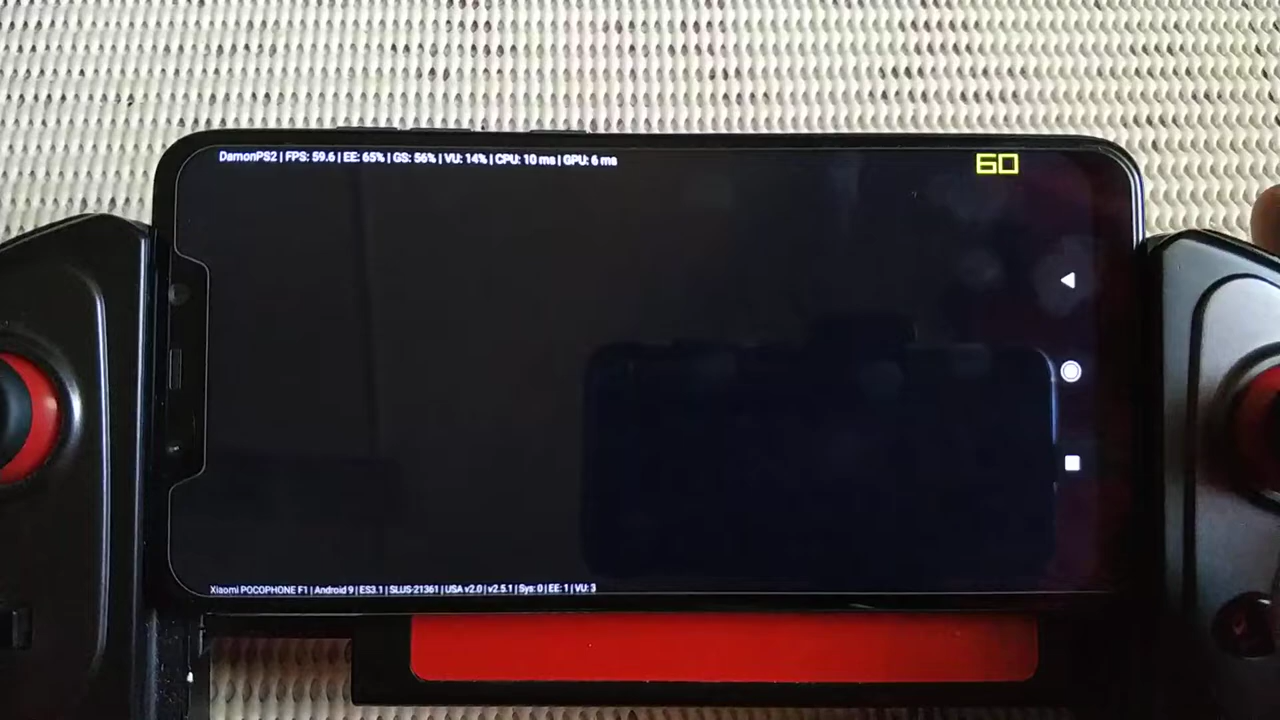 DamonPS2 | FPS: 59.6 | EE: 65% | GS: 56% | VU: 14% | CPU: 10 ms | GPU: 6 ms
60
Xiaomi POCOPHONE F1 | Android 9 | ES3.1 | SLUS-21361 | USA v2.0 | v2.5.1 | Sys: 0 | EE: 1 | VU: 3